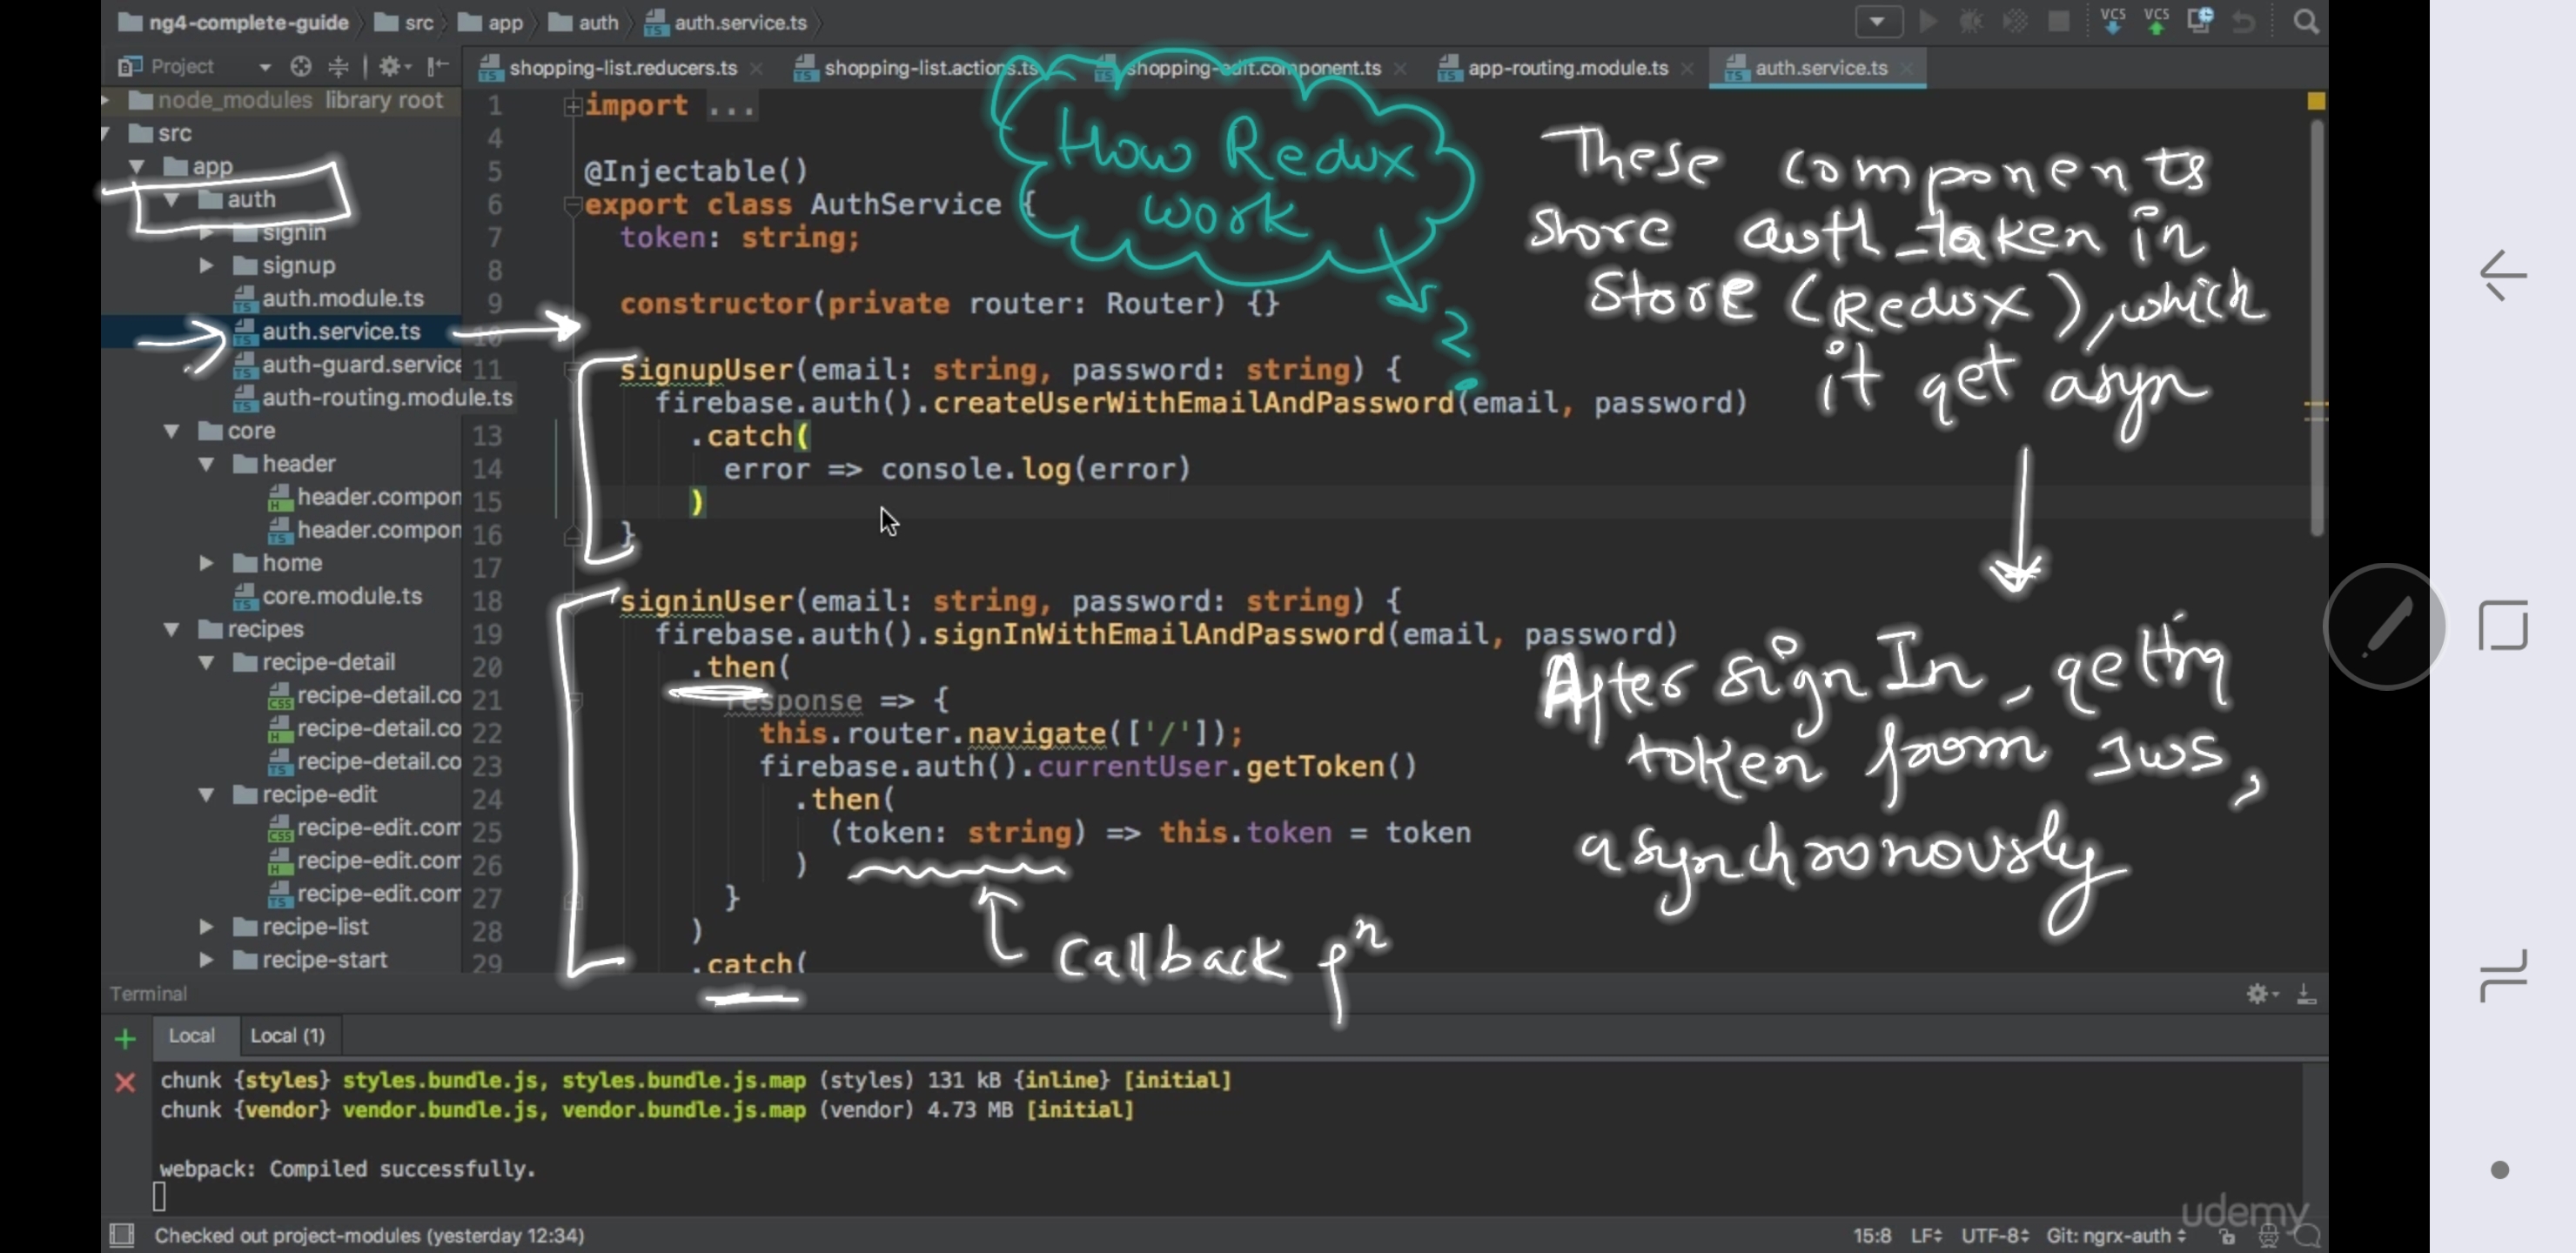 ng4-complete-guide src app auth auth.service.ts
VCS VCS
Project
shopping-list.reducers.ts shopping-list.actions.ts shopping-edit.component.ts app-routing.module.ts auth.service.ts
node_modules library root
src
app
auth
signin
signup
auth.module.ts
auth.service.ts
auth-guard.service
auth-routing.module.ts
core
header
header.compon
header.compon
home
core.module.ts
recipes
recipe-detail
recipe-detail.co
recipe-detail.co
recipe-detail.co
recipe-edit
recipe-edit.com
recipe-edit.com
recipe-edit.com
recipe-list
recipe-start
1 import ...
4
5 @Injectable()
6 export class AuthService {
7 token: string;
8
9 constructor(private router: Router) {}
10
11 signupUser(email: string, password: string) {
firebase.auth().createUserWithEmailAndPassword(email, password)
13 .catch(
14 error => console.log(error)
15 )
16 }
17
18 signinUser(email: string, password: string) {
19 firebase.auth().signInWithEmailAndPassword(email, password)
20 .then(
21 response => {
22 this.router.navigate(['/']);
23 firebase.auth().currentUser.getToken()
24 .then(
25 (token: string) => this.token = token
26 )
27 }
28 )
29 .catch(
How Redux
work
?
These components
store auth_token in
Store (Redux), which
it get asyn
After sign In, getting
token from JWS,
asynchronously
Callback fn
Terminal
Local Local (1)
chunk {styles} styles.bundle.js, styles.bundle.js.map (styles) 131 kB {inline} [initial]
chunk {vendor} vendor.bundle.js, vendor.bundle.js.map (vendor) 4.73 MB [initial]
webpack: Compiled successfully.
udemy
Checked out project-modules (yesterday 12:34) 15:8 LF UTF-8 Git: ngrx-auth